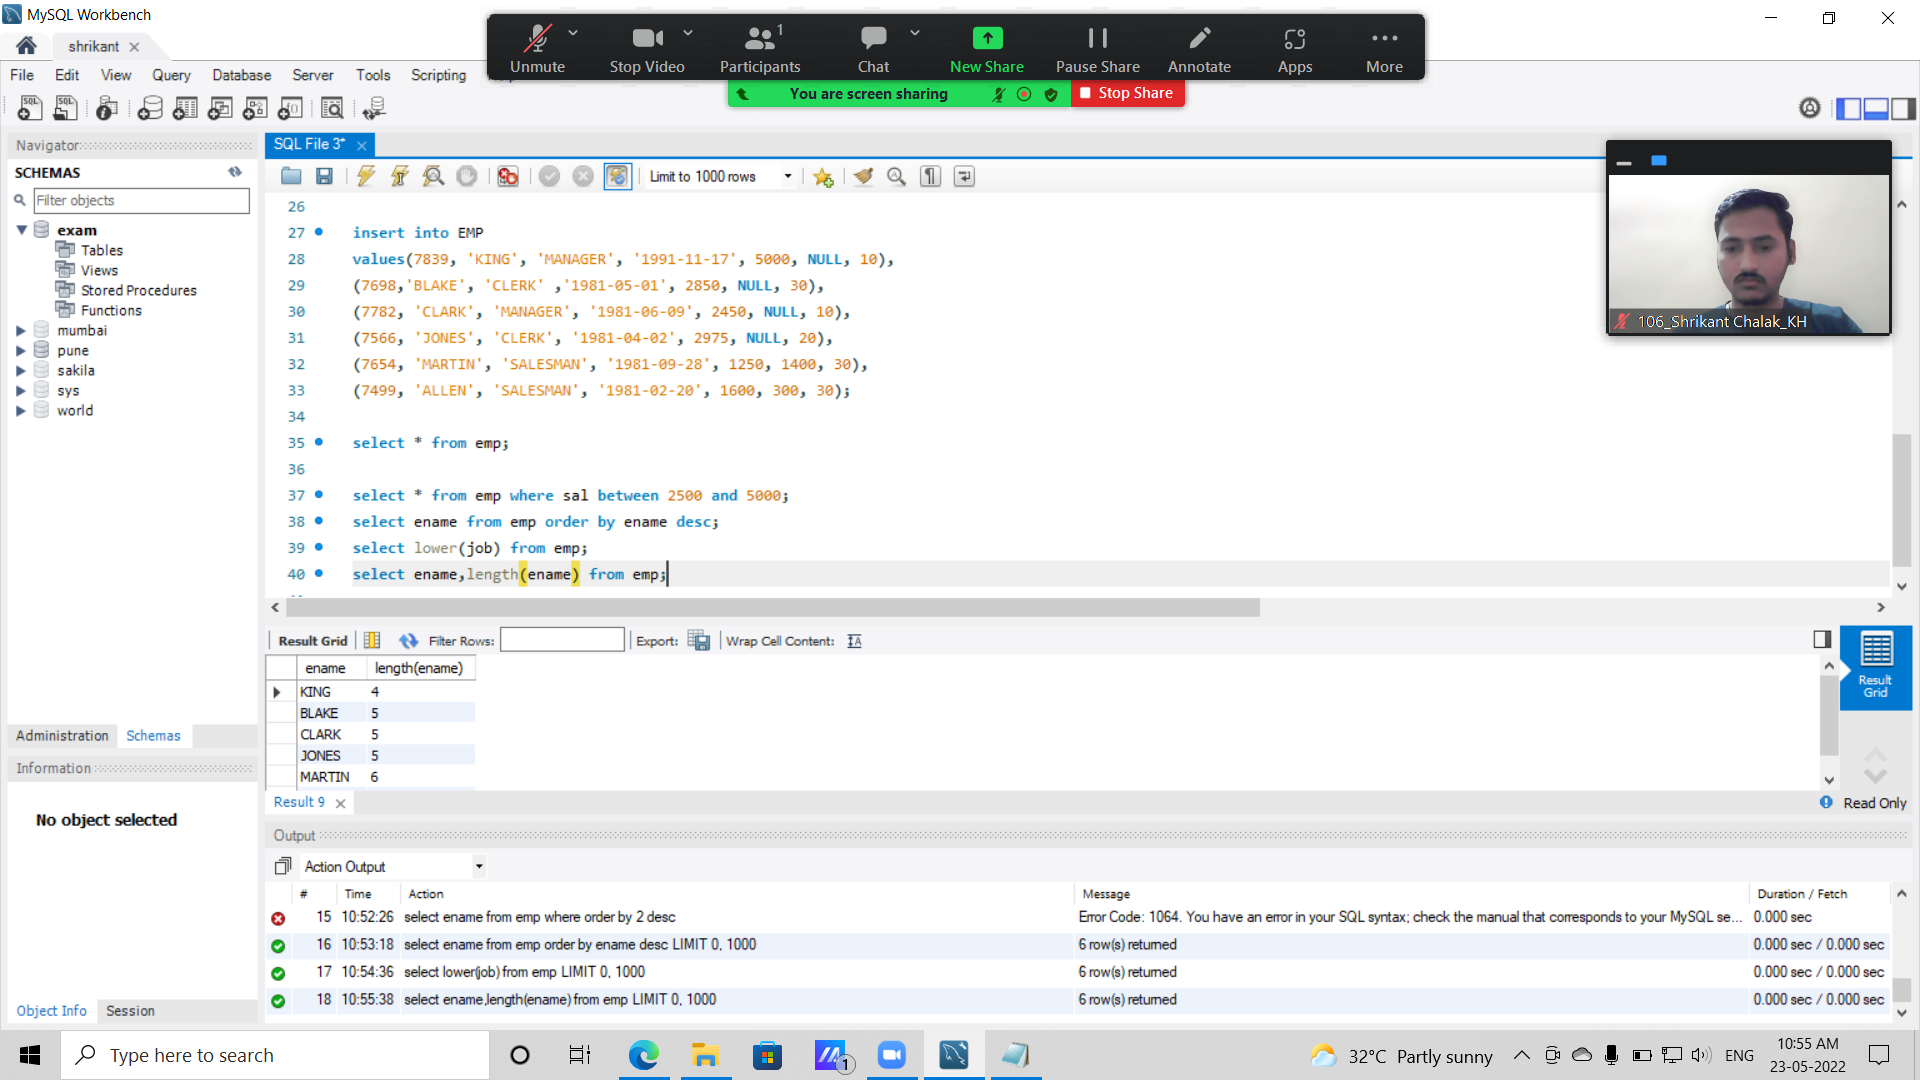 MySQL Workbench
shrikant
File Edit View Query Database Server Tools Scripting
Unmute Stop Video Participants 1 Chat New Share Pause Share Annotate Apps More
You are screen sharing Stop Share
Navigator
SCHEMAS
Filter objects
exam
Tables
Views
Stored Procedures
Functions
mumbai
pune
sakila
sys
world
Administration Schemas
Information
No object selected
Object Info Session
SQL File 3*
Limit to 1000 rows
26
27 insert into EMP
28 values(7839, 'KING', 'MANAGER', '1991-11-17', 5000, NULL, 10),
29 (7698,'BLAKE', 'CLERK' ,'1981-05-01', 2850, NULL, 30),
30 (7782, 'CLARK', 'MANAGER', '1981-06-09', 2450, NULL, 10),
31 (7566, 'JONES', 'CLERK', '1981-04-02', 2975, NULL, 20),
32 (7654, 'MARTIN', 'SALESMAN', '1981-09-28', 1250, 1400, 30),
33 (7499, 'ALLEN', 'SALESMAN', '1981-02-20', 1600, 300, 30);
34
35 select * from emp;
36
37 select * from emp where sal between 2500 and 5000;
38 select ename from emp order by ename desc;
39 select lower(job) from emp;
40 select ename,length(ename) from emp;
106_Shrikant Chalak_KH
Result Grid Filter Rows: Export: Wrap Cell Content:
ename length(ename)
KING 4
BLAKE 5
CLARK 5
JONES 5
MARTIN 6
Result Grid
Result 9
Read Only
Output
Action Output
# Time Action Message Duration / Fetch
15 10:52:26 select ename from emp where order by 2 desc Error Code: 1064. You have an error in your SQL syntax; check the manual that corresponds to your MySQL se... 0.000 sec
16 10:53:18 select ename from emp order by ename desc LIMIT 0, 1000 6 row(s) returned 0.000 sec / 0.000 sec
17 10:54:36 select lower(job) from emp LIMIT 0, 1000 6 row(s) returned 0.000 sec / 0.000 sec
18 10:55:38 select ename,length(ename) from emp LIMIT 0, 1000 6 row(s) returned 0.000 sec / 0.000 sec
Type here to search
1
32°C Partly sunny
ENG
10:55 AM
23-05-2022